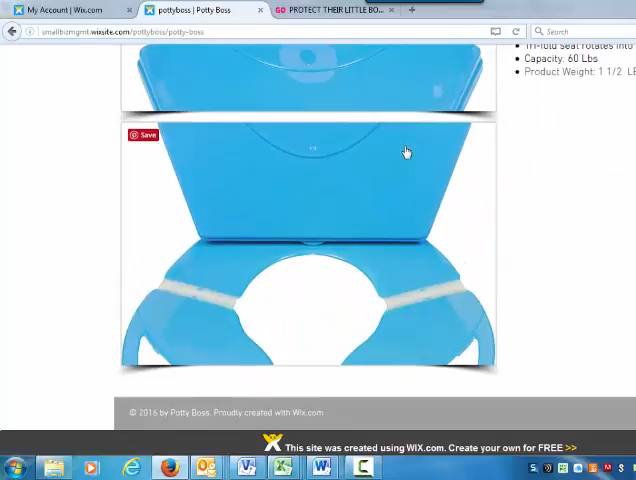 My Account | Wix.com
pottyboss | Potty Boss
GO PROTECT THEIR LITTLE BO...
smallbizmgmt.wixsite.com/pottyboss/potty-boss
Search
Tri-fold seat rotates into
Capacity: 60 Lbs
Product Weight: 1 1/2 LE
Save
© 2016 by Potty Boss. Proudly created with Wix.com
This site was created using WIX.com. Create your own for FREE >>